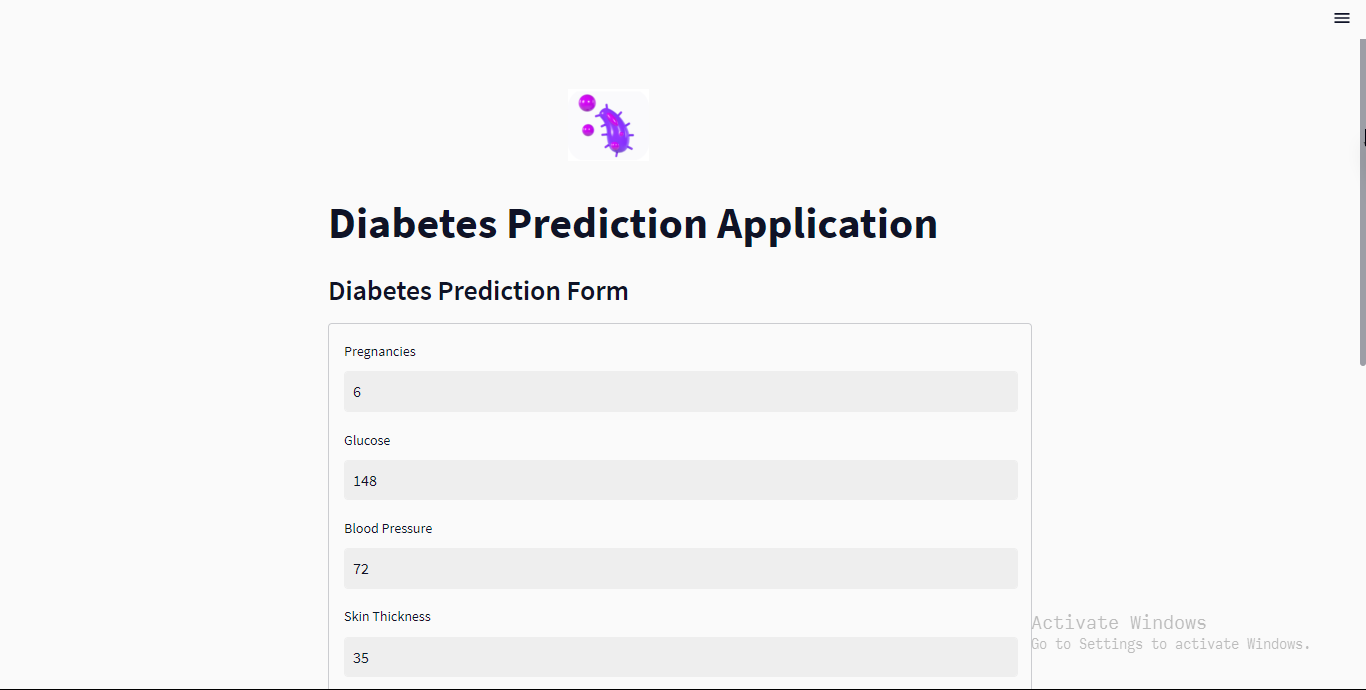 Diabetes Prediction Application
Diabetes Prediction Form
Pregnancies
6
Glucose
148
Blood Pressure
72
Skin Thickness
35
Activate Windows
Go to Settings to activate Windows.